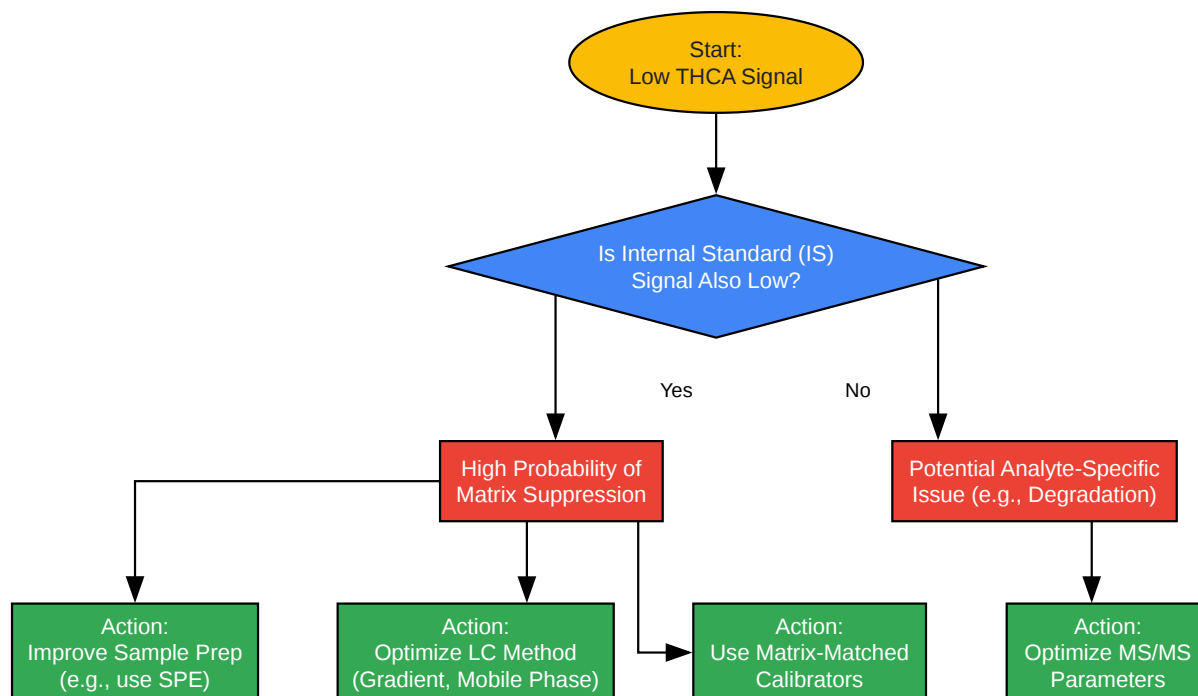 Start:
Low THCA Signal
Is Internal Standard (IS)
Signal Also Low?
Yes
No
High Probability of
Matrix Suppression
Potential Analyte-Specific
Issue (e.g., Degradation)
Action:
Improve Sample Prep
(e.g., use SPE)
Action:
Optimize LC Method
(Gradient, Mobile Phase)
Action:
Use Matrix-Matched
Calibrators
Action:
Optimize MS/MS
Parameters